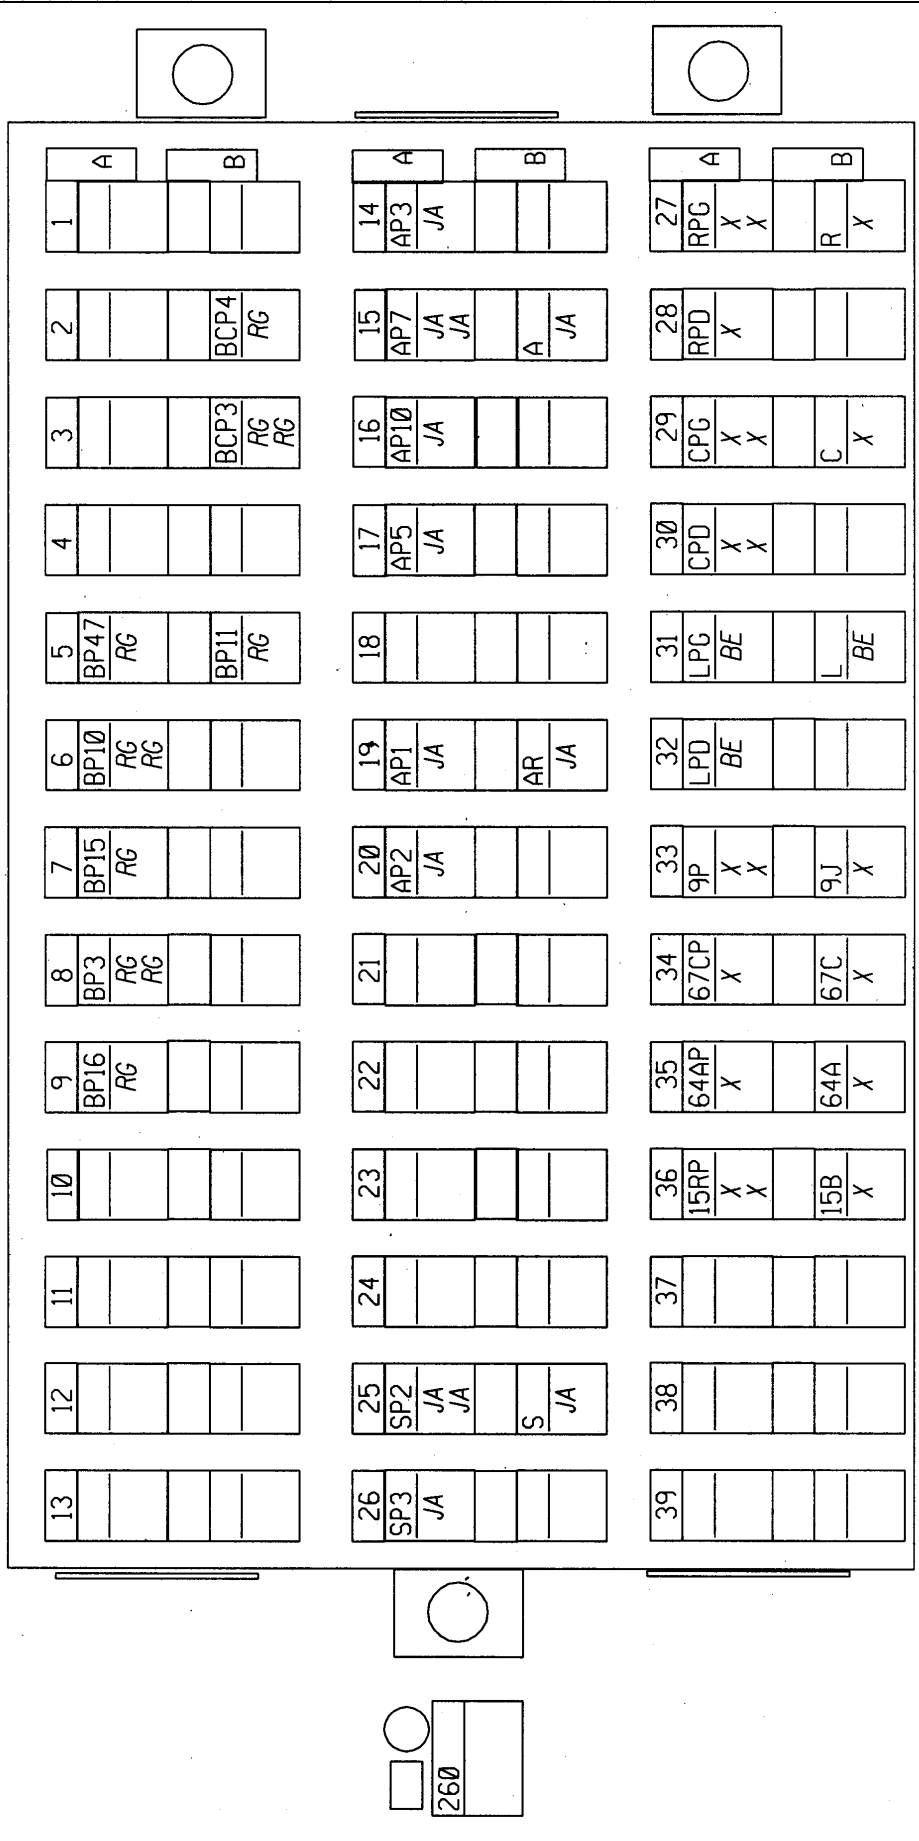 A B
1
2 BCP4 RG
3 BCP3 RG RG
4
5 BP47 RG BP11 RG
6 BP10 RG RG
7 BP15 RG
8 BP3 RG RG
9 BP16 RG
10
11
12
13
A B
14 AP3 JA
15 AP7 JA JA A JA
16 AP10 JA
17 AP5 JA
18
19 AP1 JA AR JA
20 AP2 JA
21
22
23
24
25 SP2 JA JA S JA
26 SP3 JA
A B
27 RPG X X R X
28 RPD X
29 CPG X X C X
30 CPD X X
31 LPG BE L BE
32 LPD BE
33 9P X X 9J X
34 67CP X 67C X
35 64AP X 64A X
36 15RP X X 15B X
37
38
39
260